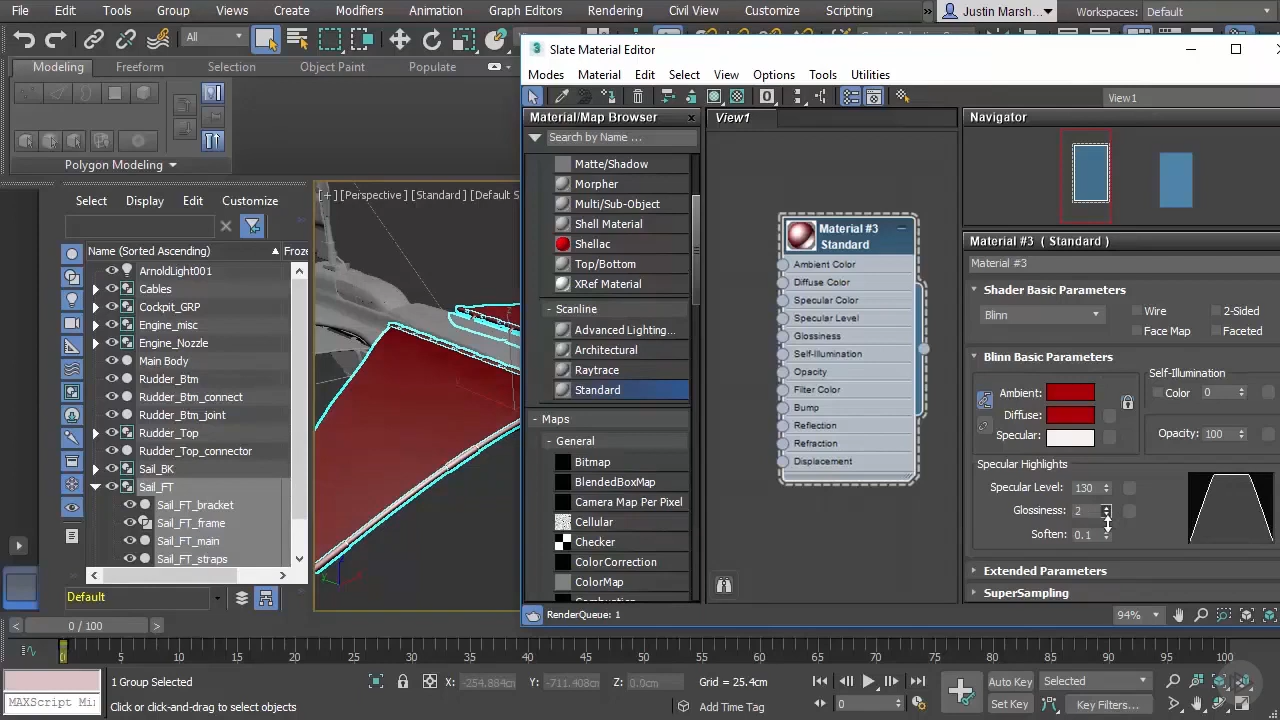 File Edit Tools Group Views Create Modifiers Animation Graph Editors Rendering Civil View Customize Scripting » Justin Marsh... Workspaces: Default
All
Modeling Freeform Selection Object Paint Populate
Polygon Modeling
Select Display Edit Customize
Name (Sorted Ascending) Froze
ArnoldLight001
Cables
Cockpit_GRP
Engine_misc
Engine_Nozzle
Main Body
Rudder_Btm
Rudder_Btm_connect
Rudder_Btm_joint
Rudder_Top
Rudder_Top_connector
Sail_BK
Sail_FT
Sail_FT_bracket
Sail_FT_frame
Sail_FT_main
Sail_FT_straps
Default
[+] [Perspective] [Standard] [Default S
Slate Material Editor
Modes Material Edit Select View Options Tools Utilities
View1
Material/Map Browser x
Search by Name ...
Matte/Shadow
Morpher
Multi/Sub-Object
Shell Material
Shellac
Top/Bottom
XRef Material
- Scanline
Advanced Lighting...
Architectural
Raytrace
Standard
- Maps
- General
Bitmap
BlendedBoxMap
Camera Map Per Pixel
Cellular
Checker
ColorCorrection
ColorMap
View1
Material #3
Standard
Ambient Color
Diffuse Color
Specular Color
Specular Level
Glossiness
Self-Illumination
Opacity
Filter Color
Bump
Reflection
Refraction
Displacement
Navigator
Material #3 ( Standard )
Material #3
Shader Basic Parameters
Blinn Wire 2-Sided
Face Map Faceted
Blinn Basic Parameters
Self-Illumination
Ambient: Color 0
Diffuse:
Specular: Opacity: 100
Specular Highlights
Specular Level: 130
Glossiness: 2
Soften: 0.1
Extended Parameters
SuperSampling
RenderQueue: 1
94%
< 0 / 100 >
0 5 10 15 20 25 30 35 40 45 50 55 60 65 70 75 80 85 90 95 100
1 Group Selected X: -254.884cm Y: -711.408cm Z: 0.0cm Grid = 25.4cm Auto Key Selected
MAXScript Min Click or click-and-drag to select objects Add Time Tag 0 Set Key Key Filters...